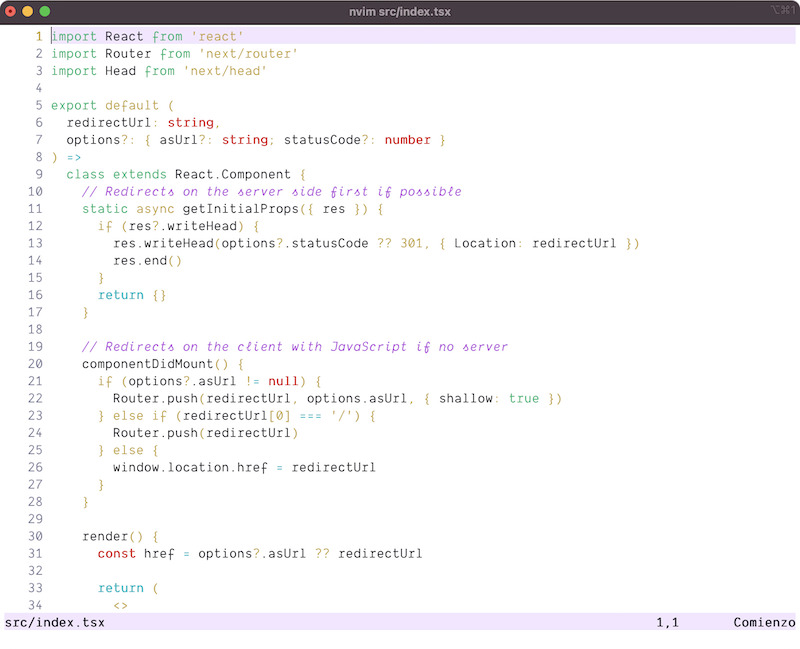 nvim src/index.tsx
⌥⌘1
1 import React from 'react'
2 import Router from 'next/router'
3 import Head from 'next/head'
4
5 export default (
6   redirectUrl: string,
7   options?: { asUrl?: string; statusCode?: number }
8 ) =>
9   class extends React.Component {
10     // Redirects on the server side first if possible
11     static async getInitialProps({ res }) {
12       if (res?.writeHead) {
13         res.writeHead(options?.statusCode ?? 301, { Location: redirectUrl })
14         res.end()
15       }
16       return {}
17     }
18
19     // Redirects on the client with JavaScript if no server
20     componentDidMount() {
21       if (options?.asUrl != null) {
22         Router.push(redirectUrl, options.asUrl, { shallow: true })
23       } else if (redirectUrl[0] === '/') {
24         Router.push(redirectUrl)
25       } else {
26         window.location.href = redirectUrl
27       }
28     }
29
30     render() {
31       const href = options?.asUrl ?? redirectUrl
32
33       return (
34         <>
src/index.tsx 1,1 Comienzo